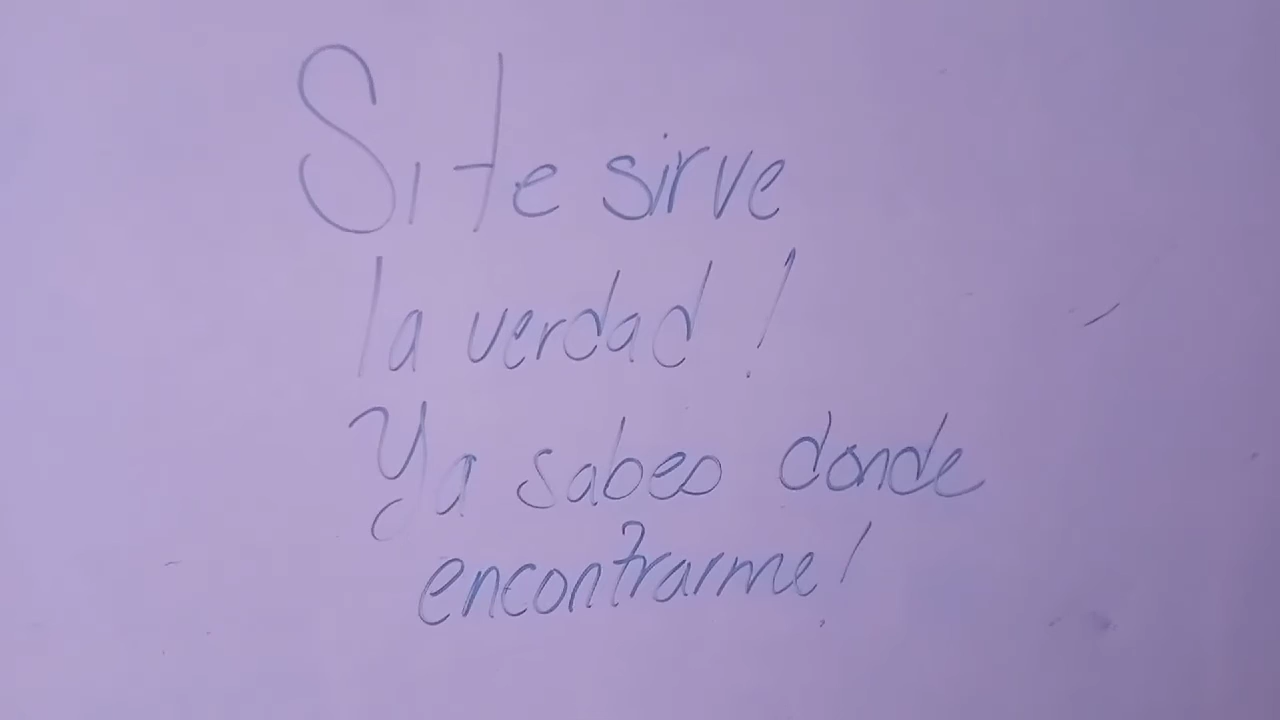 Si te sirve
la verdad!
Ya sabes donde
encontrarme!